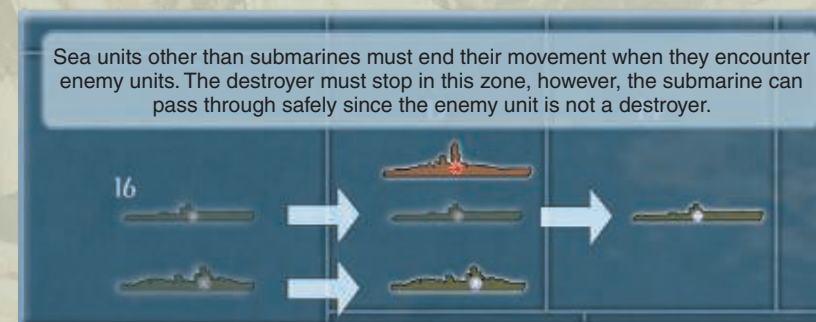 Sea units other than submarines must end their movement when they encounter
enemy units. The destroyer must stop in this zone, however, the submarine can
pass through safely since the enemy unit is not a destroyer.
16